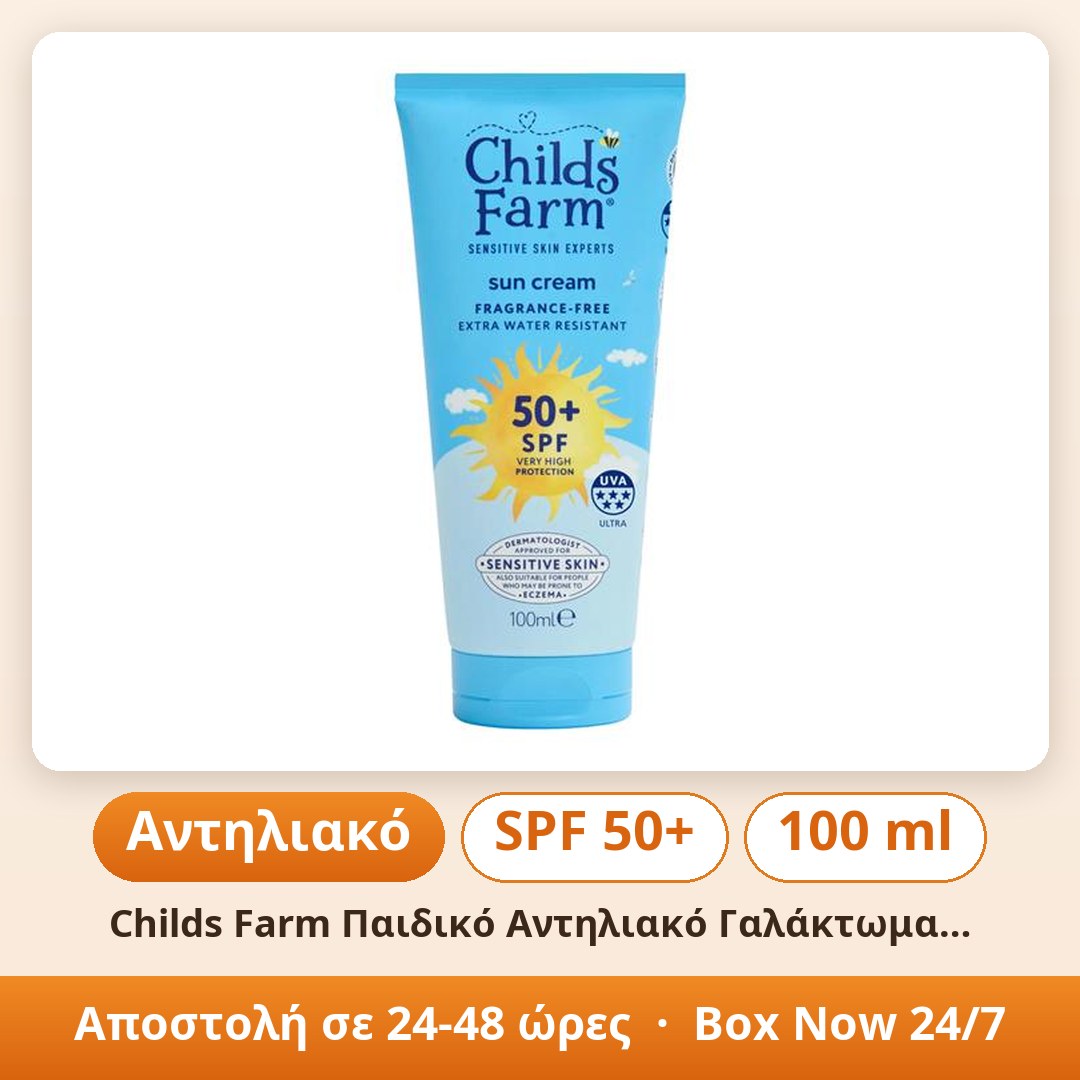 Childs
Farm®
SENSITIVE SKIN EXPERTS
sun cream
FRAGRANCE-FREE
EXTRA WATER RESISTANT
50+
SPF
VERY HIGH
PROTECTION
UVA
ULTRA
DERMATOLOGIST
APPROVED FOR
•SENSITIVE SKIN•
ALSO SUITABLE FOR PEOPLE
WHO MAY BE PRONE TO
•ECZEMA•
100ml℮
Αντηλιακό
SPF 50+
100 ml
Childs Farm Παιδικό Αντηλιακό Γαλάκτωμα...
Αποστολή σε 24-48 ώρες · Box Now 24/7